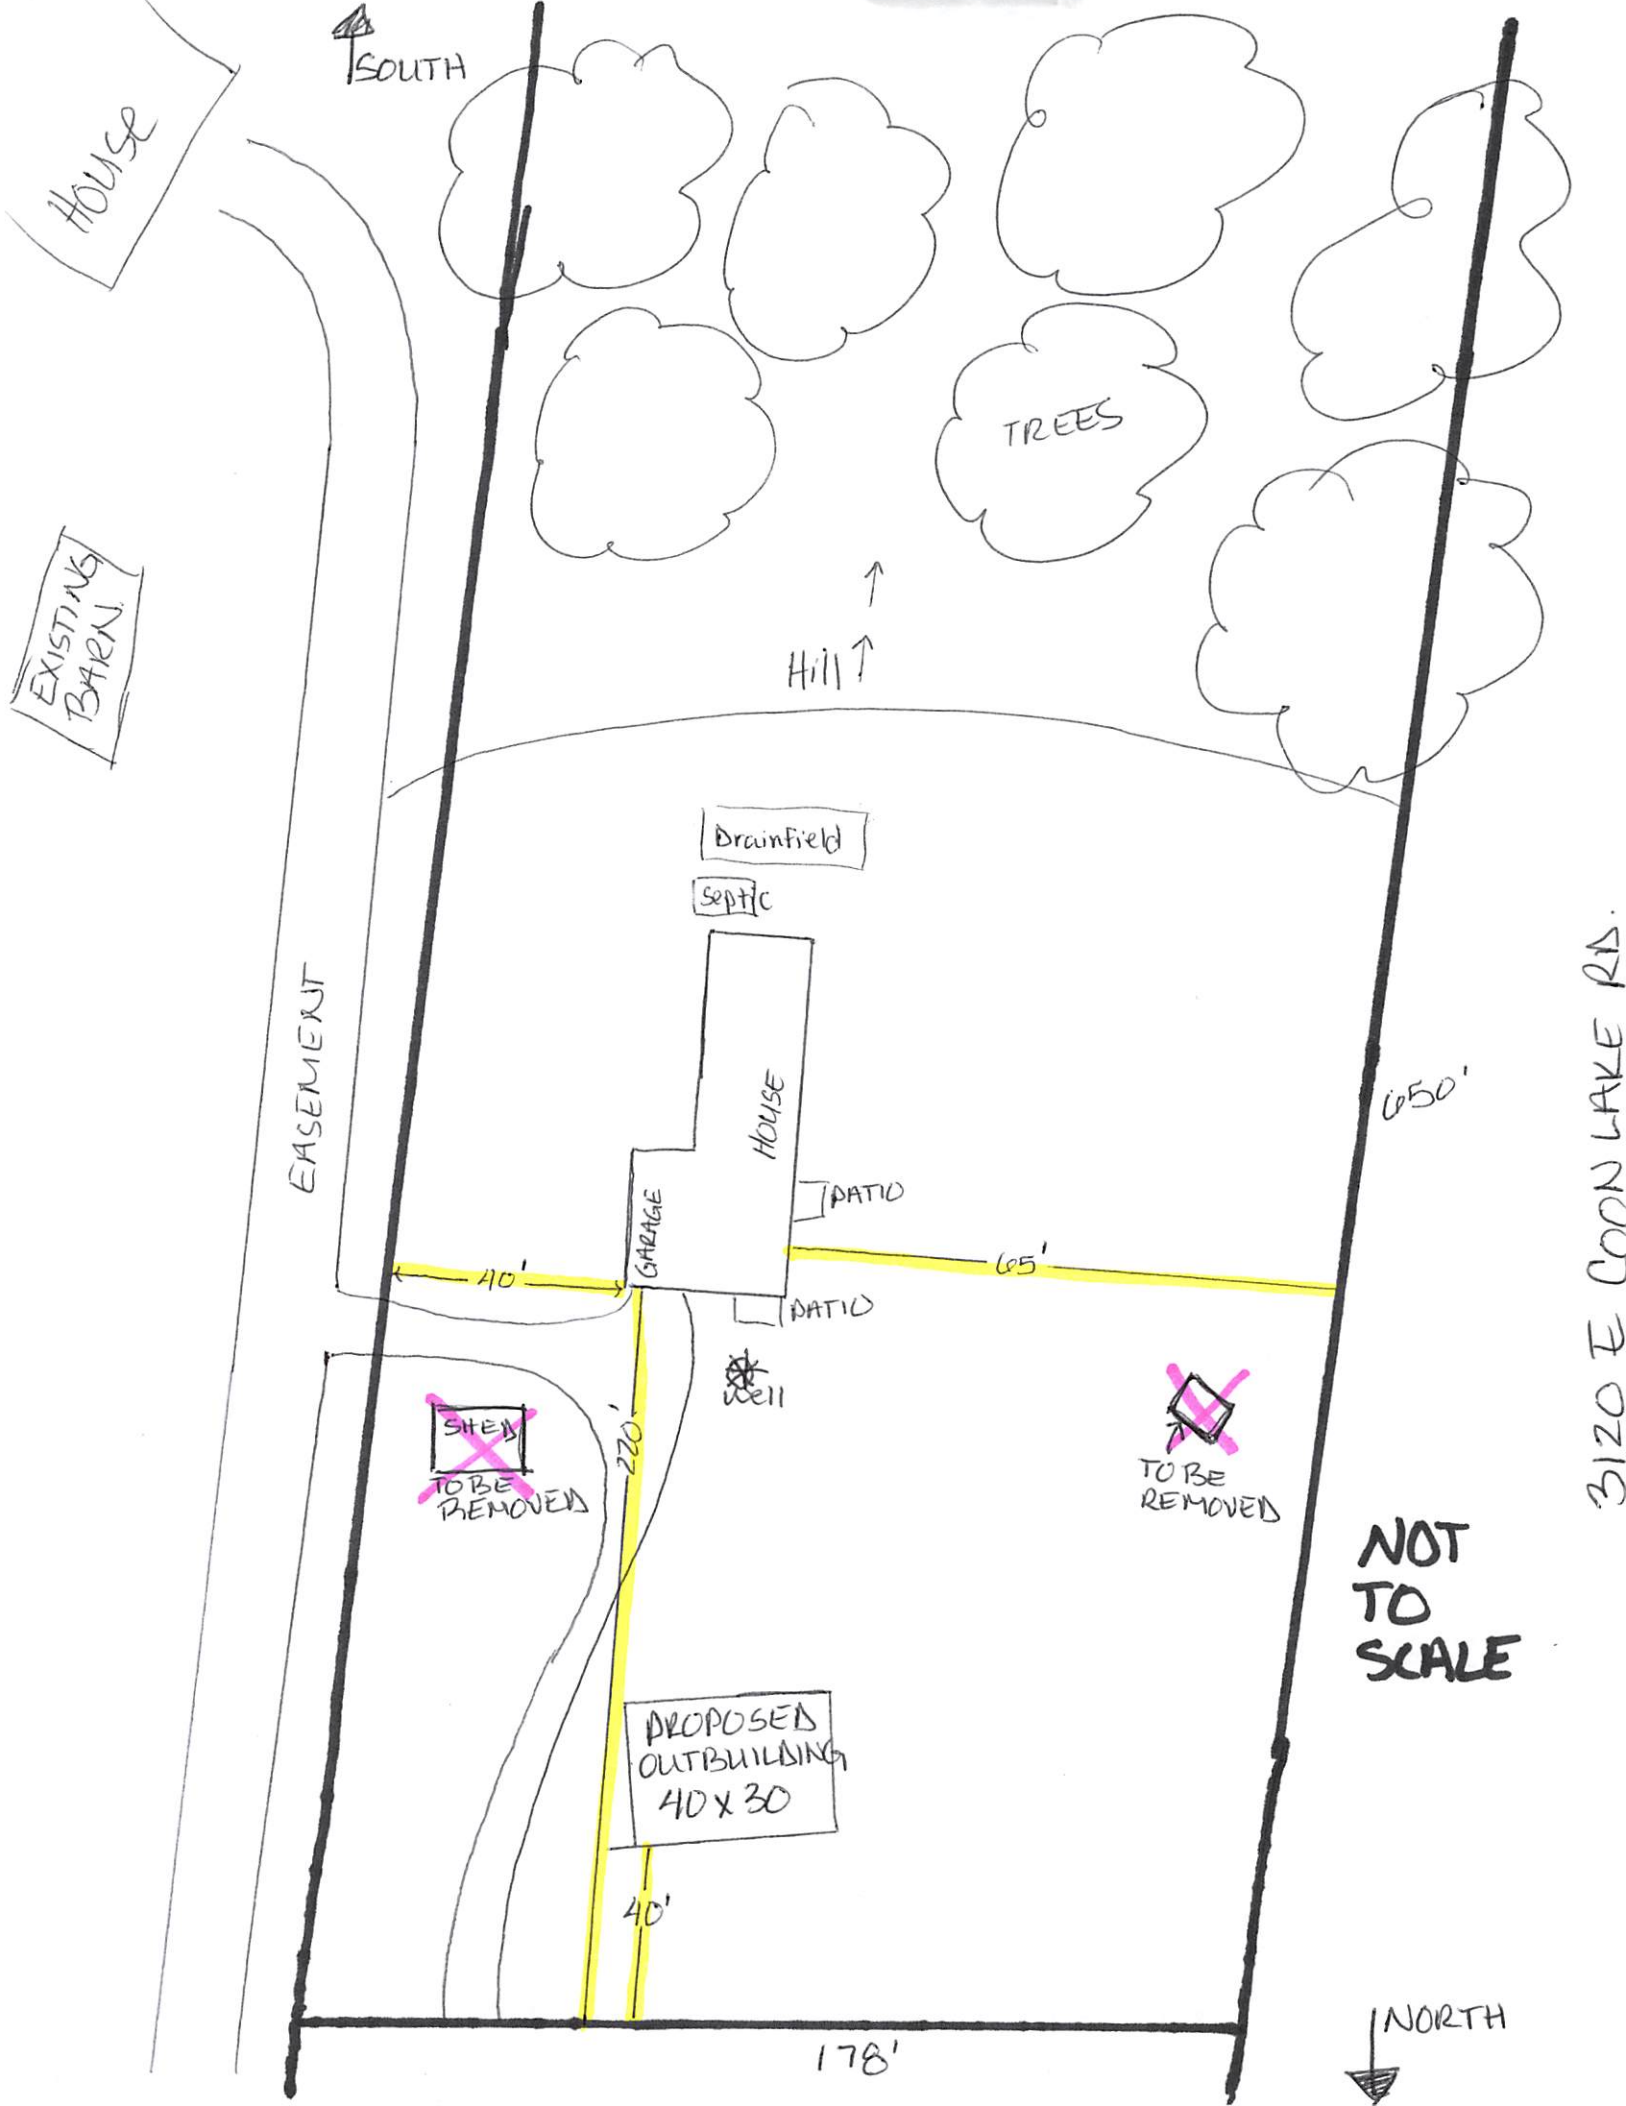 SOUTH
HOUSE
TREES
EXISTING
BARN
Hill
Drainfield
Septic
EASEMENT
HOUSE
GARAGE
650'
3120 E COON LAKE RD.
PATIO
40'
65'
PATIO
Well
220'
SHED
TO BE
REMOVED
TO BE
REMOVED
NOT
TO
SCALE
PROPOSED
OUTBUILDING
40 x 30
40'
178'
NORTH